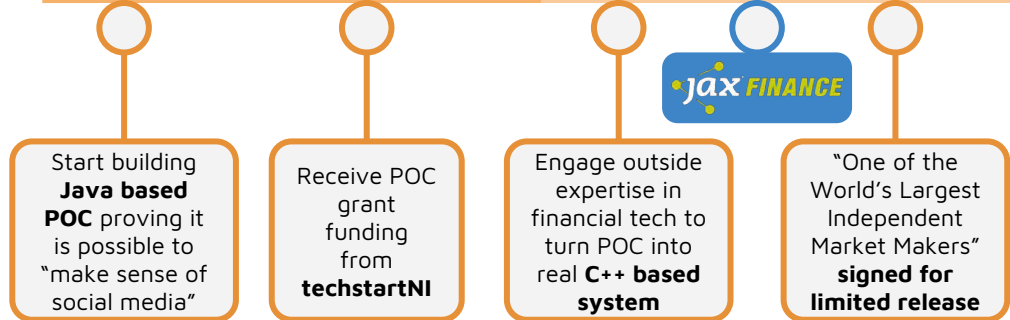 jax FINANCE
Start building
Java based
POC proving it
is possible to
“make sense of
social media”
Receive POC
grant
funding
from
techstartNI
Engage outside
expertise in
financial tech to
turn POC into
real C++ based
system
“One of the
World’s Largest
Independent
Market Makers”
signed for
limited release